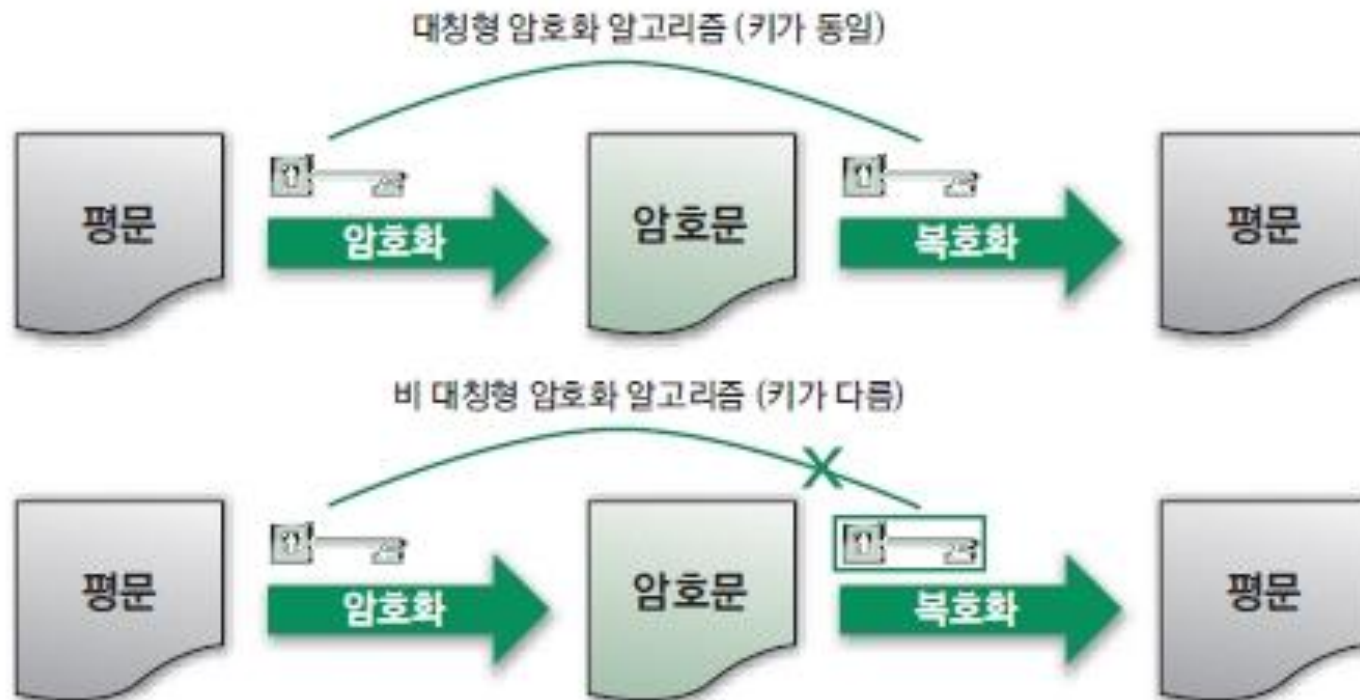 대칭형 암호화 알고리즘 (키가 동일)
평문
암호화
암호문
복호화
평문
비 대칭형 암호화 알고리즘 (키가 다름)
X
평문
암호화
암호문
복호화
평문